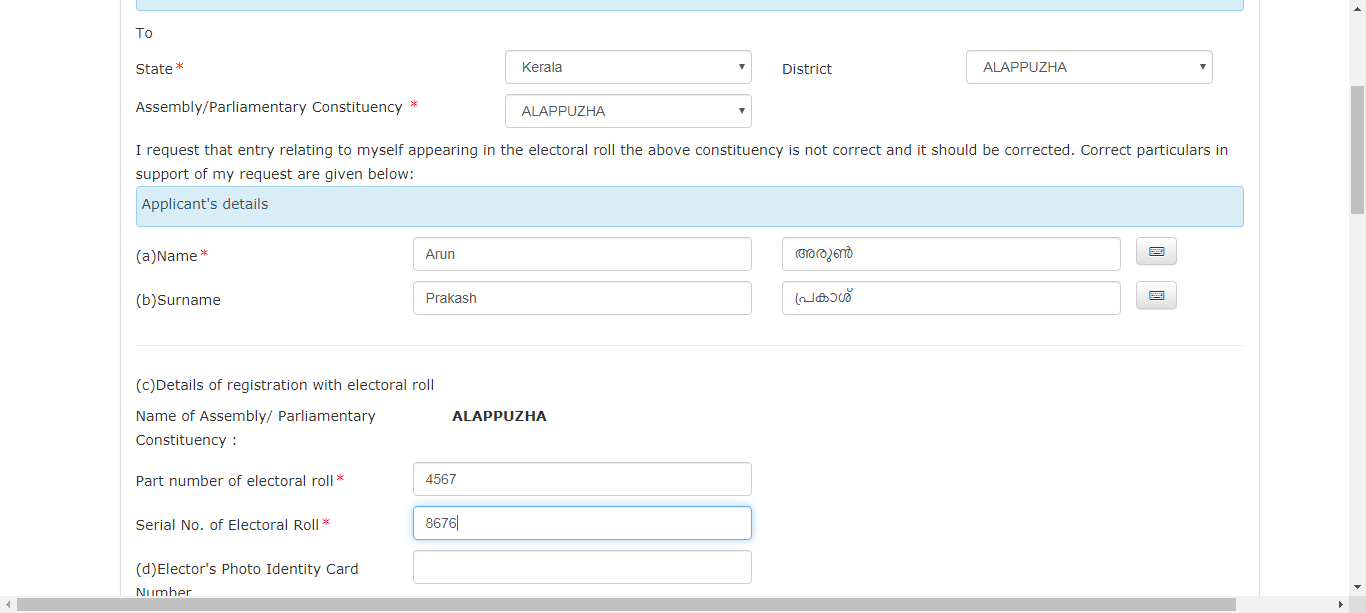 To
State* Kerala District ALAPPUZHA
Assembly/Parliamentary Constituency * ALAPPUZHA
I request that entry relating to myself appearing in the electoral roll the above constituency is not correct and it should be corrected. Correct particulars in
support of my request are given below:
Applicant's details
(a)Name* Arun അരുൺ
(b)Surname Prakash പ്രകാശ്
(c)Details of registration with electoral roll
Name of Assembly/ Parliamentary ALAPPUZHA
Constituency :
Part number of electoral roll* 4567
Serial No. of Electoral Roll* 8676
(d)Elector's Photo Identity Card
Number